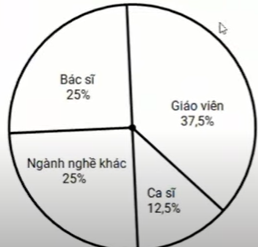 Bác sĩ
25%
Giáo viên
37,5%
Ngành nghề khác
25%
Ca sĩ
12,5%